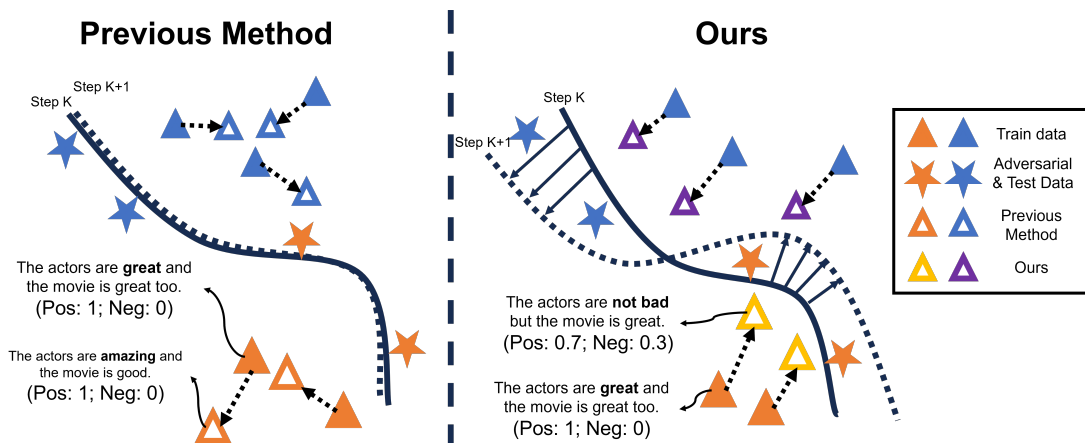 Previous Method
Ours
Step K+1
Step K
The actors are great and
the movie is great too.
(Pos: 1; Neg: 0)
The actors are amazing and
the movie is good.
(Pos: 1; Neg: 0)
Step K
Step K+1
The actors are not bad
but the movie is great.
(Pos: 0.7; Neg: 0.3)
The actors are great and
the movie is great too.
(Pos: 1; Neg: 0)
Train data
Adversarial
& Test Data
Previous
Method
Ours